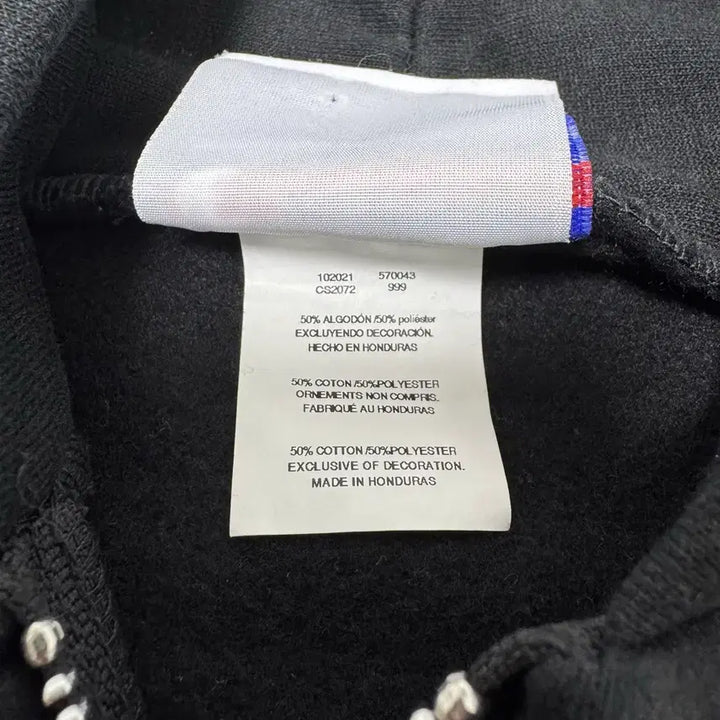 102021 570043
CS2072 999
50% ALGODÓN /50% poliéster
EXCLUYENDO DECORACIÓN.
HECHO EN HONDURAS
50% COTON /50%POLYESTER
ORNEMENTS NON COMPRIS.
FABRIQUÉ AU HONDURAS
50% COTTON /50%POLYESTER
EXCLUSIVE OF DECORATION.
MADE IN HONDURAS